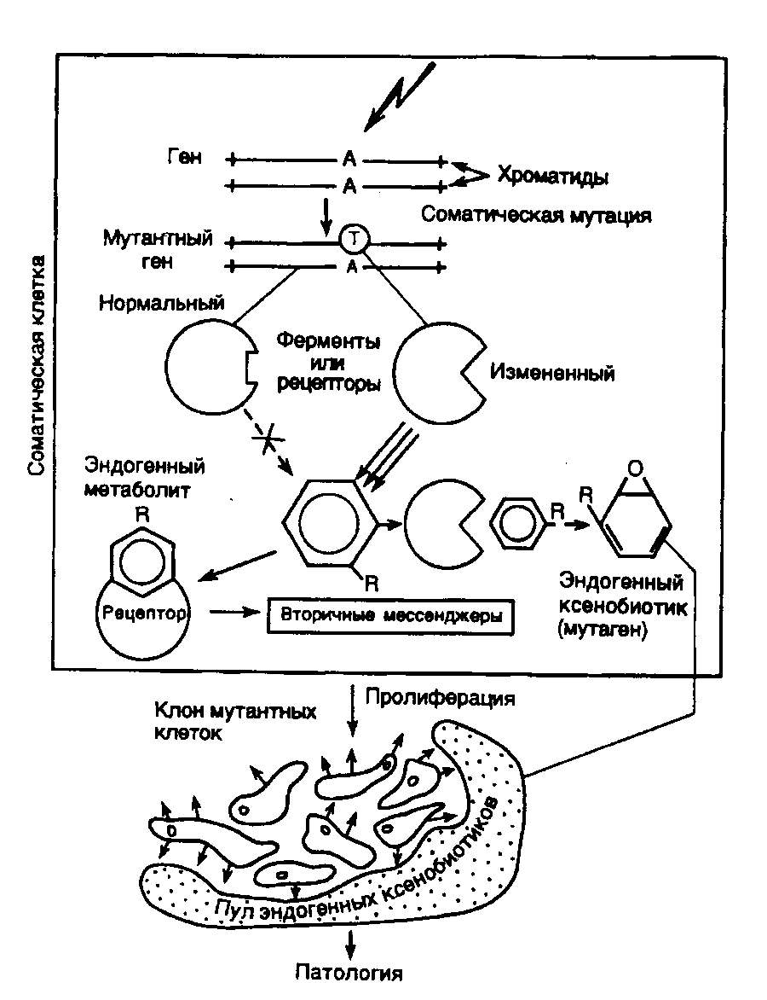 Ген
А
А
Хроматиды
Соматическая мутация
Мутантный
ген
Т
А
Нормальный
Ферменты
или
рецепторы
Измененный
Соматическая клетка
Эндогенный
метаболит
R
Рецептор
R
Вторичные мессенджеры
R
R
O
Эндогенный
ксенобиотик
(мутаген)
Пролиферация
Клон мутантных
клеток
Пул эндогенных ксенобиотиков
Патология